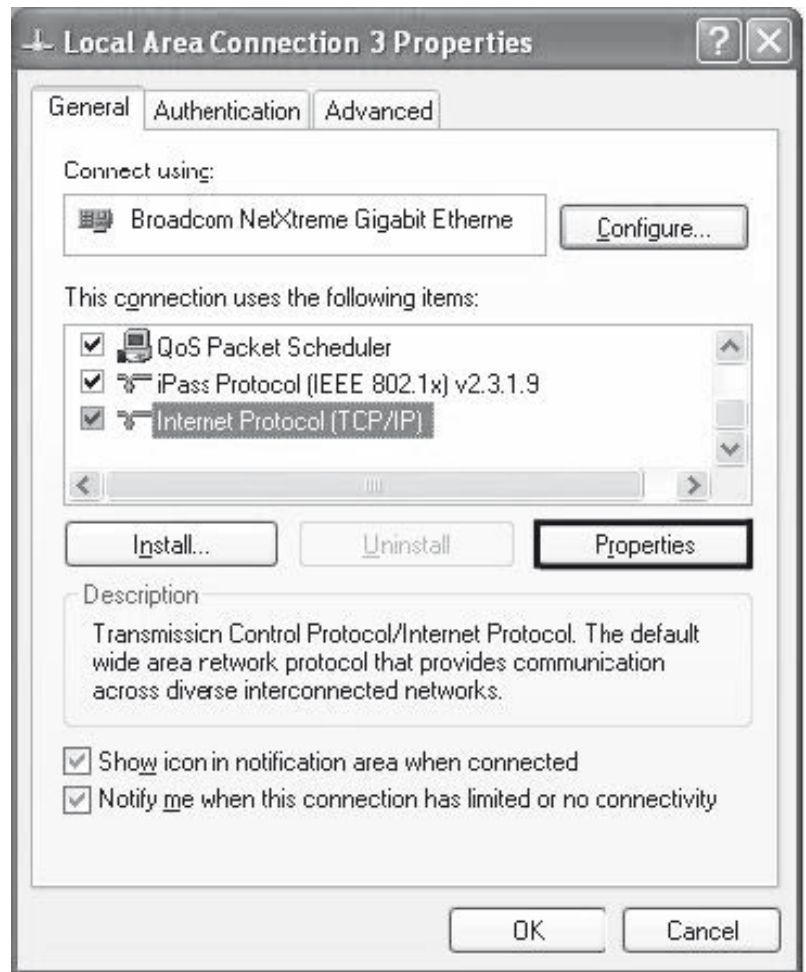 Local Area Connection 3 Properties
General Authentication Advanced
Connect using:
Broadcom NetXtreme Gigabit Etherne
Configure...
This connection uses the following items:
QoS Packet Scheduler
iPass Protocol (IEEE 802.1x) v2.3.1.9
Internet Protocol (TCP/IP)
Install... Uninstall Properties
Description
Transmission Control Protocol/Internet Protocol. The default
wide area network protocol that provides communication
across diverse interconnected networks.
Show icon in notification area when connected
Notify me when this connection has limited or no connectivity
OK Cancel